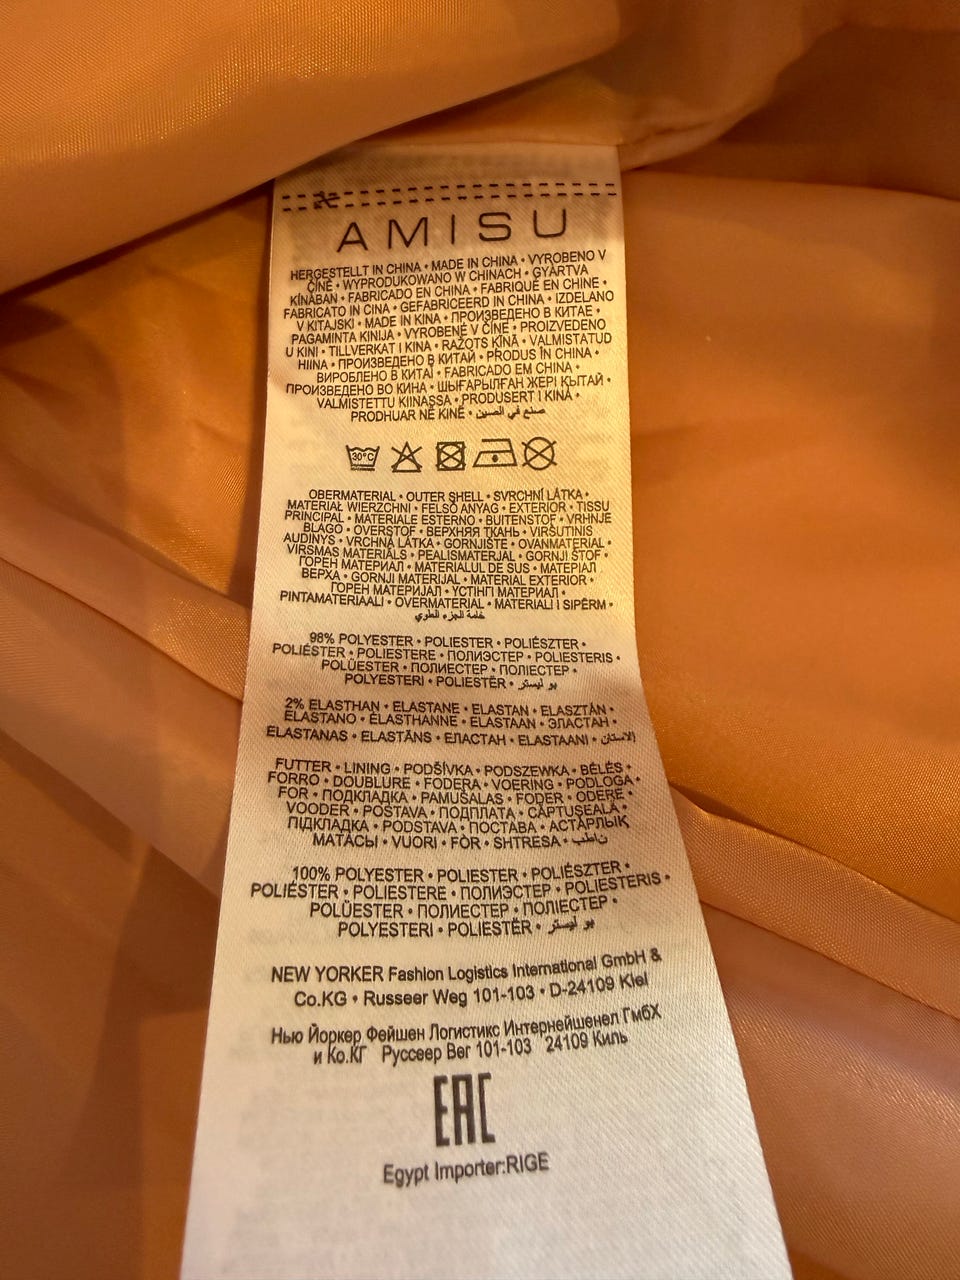 AMISU
HERGESTELLT IN CHINA • MADE IN CHINA • VYROBENO V
ČÍNĚ • WYPRODUKOWANO W CHINACH • GYÁRTVA
KÍNÁBAN • FABRICADO EN CHINA • FABRIQUÉ EN CHINE •
FABRICATO IN CINA • GEFABRICEERD IN CHINA • IZDELANO
V KITAJSKI • MADE IN KINA • ПРОИЗВЕДЕНО В КИТАЕ •
PAGAMINTA KINIJA • VYROBENÉ V ČÍNE • PROIZVEDENO
U KINI • TILLVERKAT I KINA • RAŽOTS ĶĪNĀ • VALMISTATUD
HIINA • ПРОИЗВЕДЕНО В КИТАЙ • PRODUS ÎN CHINA •
ВИРОБЛЕНО В КИТАЇ • FABRICADO EM CHINA •
ПРОИЗВЕДЕНО ВО КИНА • ШЫҒАРЫЛҒАН ЖЕРІ ҚЫТАЙ •
VALMISTETTU KIINASSA • PRODUSERT I KINA •
PRODHUAR NË KINË • صنع في الصين •
30°C
OBERMATERIAL • OUTER SHELL • SVRCHNÍ LÁTKA •
MATERIAŁ WIERZCHNI • FELSŐ ANYAG • EXTERIOR • TISSU
PRINCIPAL • MATERIALE ESTERNO • BUITENSTOF • VRHNJE
BLAGO • OVERSTOF • ВЕРХНЯЯ ТКАНЬ • VIRŠUTINIS
AUDINYS • VRCHNÁ LÁTKA • GORNJIŠTE • OVANMATERIAL •
VIRSMAS MATERIĀLS • PEALISMATERJAL • GORNJI ŠTOF •
ГОРЕН МАТЕРИАЛ • MATERIALUL DE SUS • МАТЕРІАЛ
ВЕРХА • GORNJI MATERIJAL • MATERIAL EXTERIOR •
ГОРЕН МАТЕРИЈАЛ • ҮСТІНГІ МАТЕРИАЛ •
PINTAMATERIAALI • OVERMATERIAL • MATERIALI I SIPËRM •
خامة الجزء العلوي
98% POLYESTER • POLIESTER • POLIÉSZTER •
POLIÉSTER • POLIESTERE • ПОЛИЭСТЕР • POLIESTERIS •
POLÜESTER • ПОЛИЕСТЕР • ПОЛІЕСТЕР •
POLYESTERI • POLIESTËR • بوليستر
2% ELASTHAN • ELASTANE • ELASTAN • ELASZTÁN •
ELASTANO • ÉLASTHANNE • ELASTAAN • ЭЛАСТАН •
ELASTANAS • ELASTĀNS • ЕЛАСТАН • ELASTAANI • الاستان
FUTTER • LINING • PODŠÍVKA • PODSZEWKA • BÉLÉS •
FORRO • DOUBLURE • FODERA • VOERING • PODLOGA •
FOR • ПОДКЛАДКА • PAMUŠALAS • FODER • ODERE •
VOODER • POSTAVA • ПОДПЛАТА • CĂPTUŞEALĂ •
ПІДКЛАДКА • PODSTAVA • ПОСТАВА • АСТАРЛЫК
МАТАСЫ • VUORI • FÒR • SHTRESA •
100% POLYESTER • POLIESTER • POLIÉSZTER •
POLIÉSTER • POLIESTERE • ПОЛИЭСТЕР • POLIESTERIS •
POLÜESTER • ПОЛИЕСТЕР • ПОЛІЕСТЕР •
POLYESTERI • POLIESTËR • بوليستر
NEW YORKER Fashion Logistics International GmbH &
Co.KG • Russeer Weg 101-103 • D-24109 Kiel
Нью Йоркер Фейшен Логистикс Интернейшенел ГмбХ
и Ко.КГ Руссеер Вег 101-103 24109 Киль
EAC
Egypt Importer:RIGE